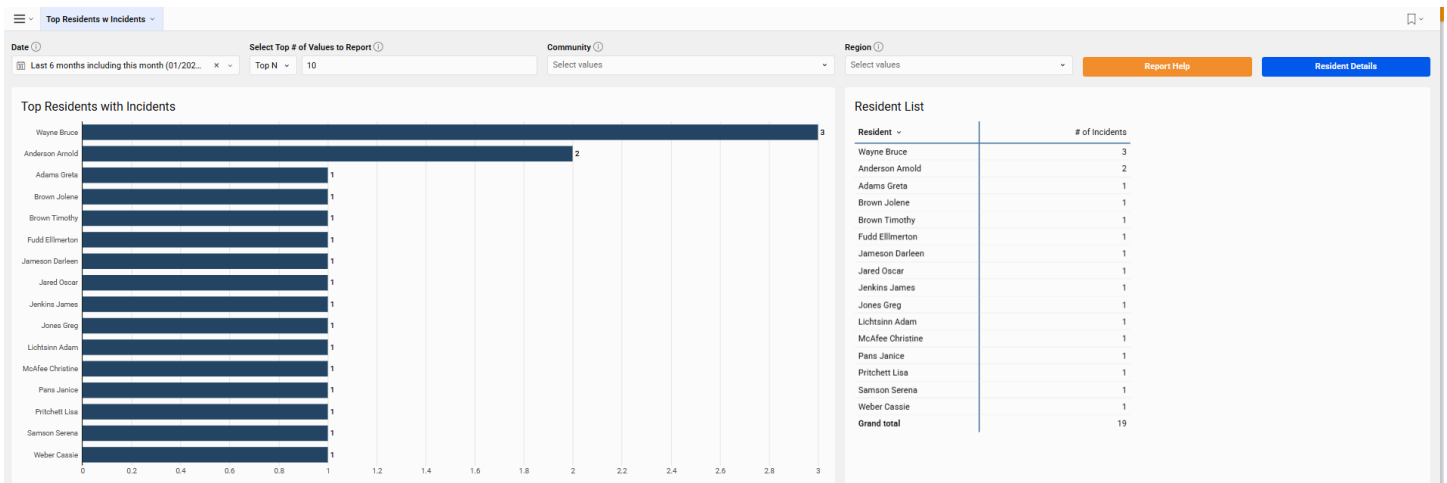 Top Residents w Incidents
Date
Select Top # of Values to Report
Community
Region
Last 6 months including this month (01/202...
Top N
10
Select values
Select values
Report Help
Resident Details
Top Residents with Incidents
Wayne Bruce 3
Anderson Arnold 2
Adams Greta 1
Brown Jolene 1
Brown Timothy 1
Fudd Elllmerton 1
Jameson Darleen 1
Jared Oscar 1
Jenkins James 1
Jones Greg 1
Lichtsinn Adam 1
McAfee Christine 1
Pans Janice 1
Pritchett Lisa 1
Samson Serena 1
Weber Cassie 1
0 0.2 0.4 0.6 0.8 1 1.2 1.4 1.6 1.8 2 2.2 2.4 2.6 2.8 3
Resident List
Resident # of Incidents
Wayne Bruce 3
Anderson Arnold 2
Adams Greta 1
Brown Jolene 1
Brown Timothy 1
Fudd Elllmerton 1
Jameson Darleen 1
Jared Oscar 1
Jenkins James 1
Jones Greg 1
Lichtsinn Adam 1
McAfee Christine 1
Pans Janice 1
Pritchett Lisa 1
Samson Serena 1
Weber Cassie 1
Grand total 19